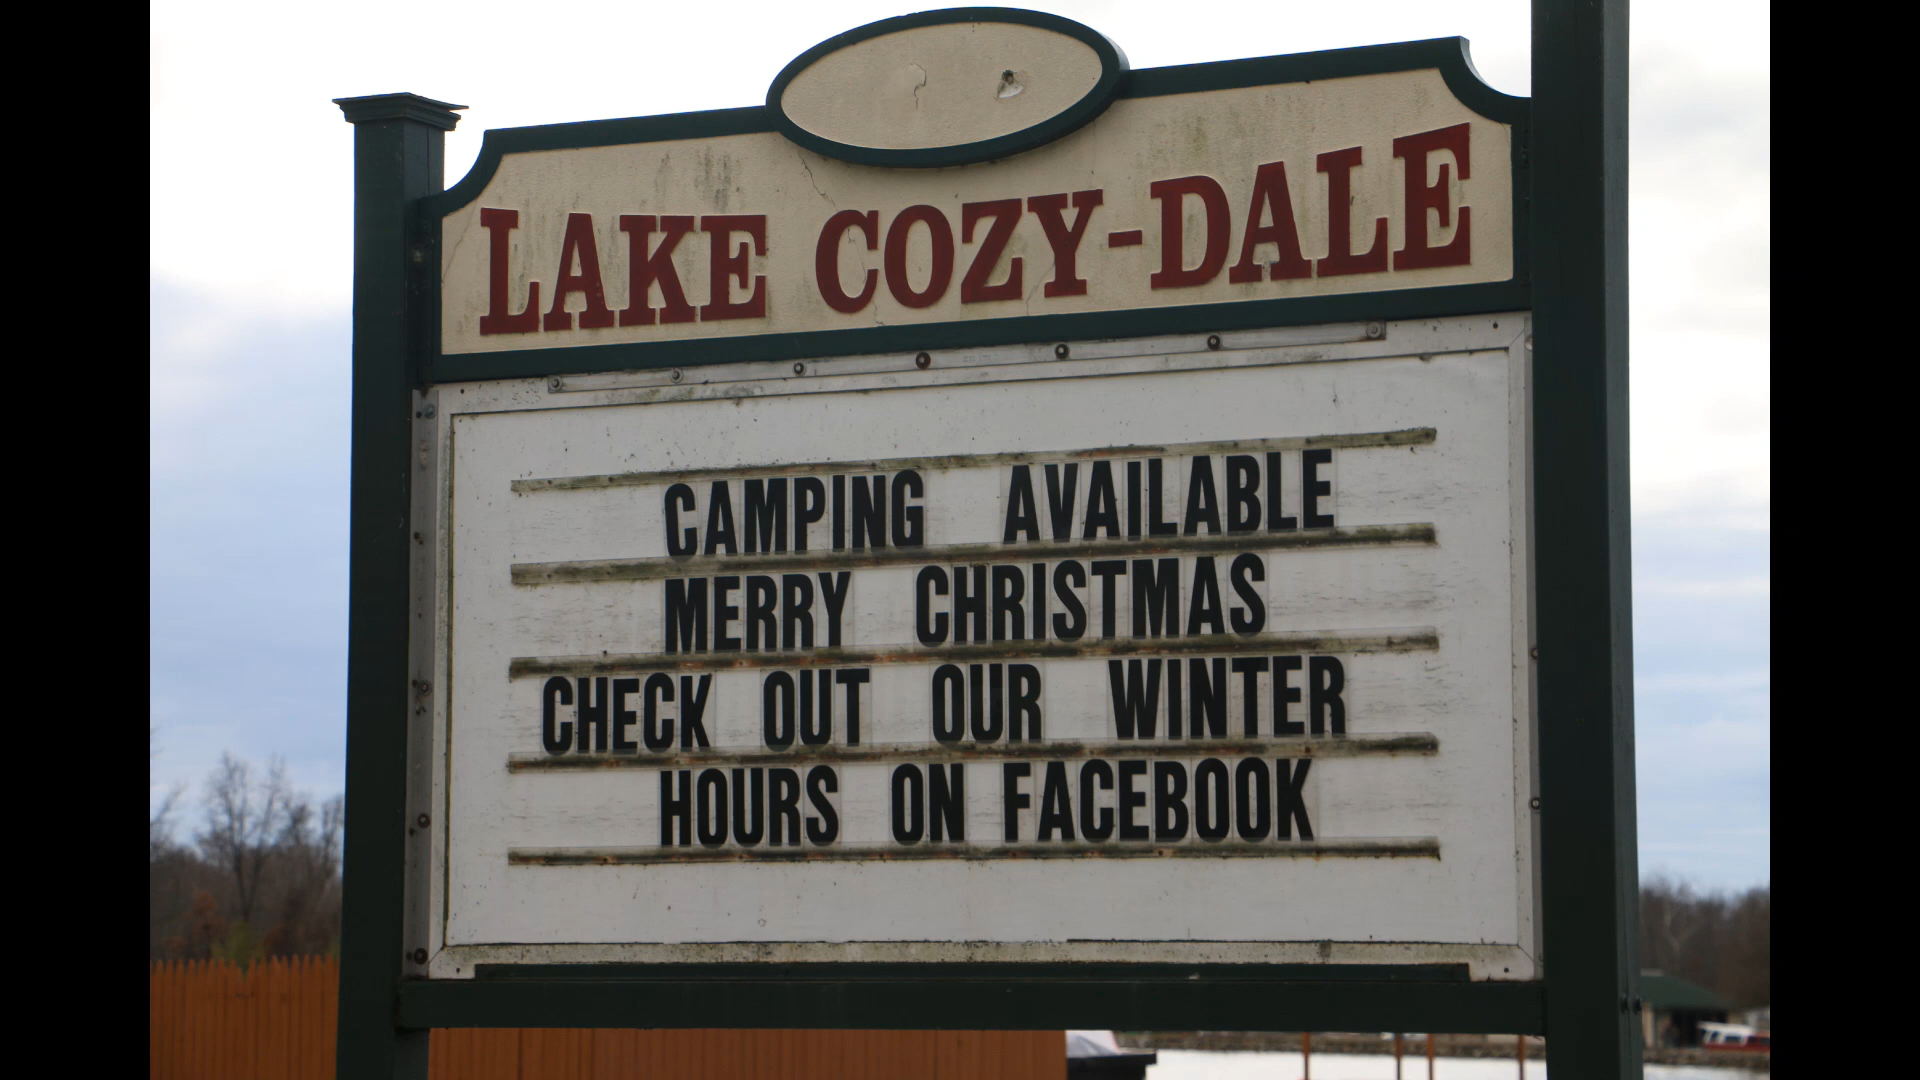 LAKE COZY-DALE
CAMPING AVAILABLE
MERRY CHRISTMAS
CHECK OUT OUR WINTER
HOURS ON FACEBOOK